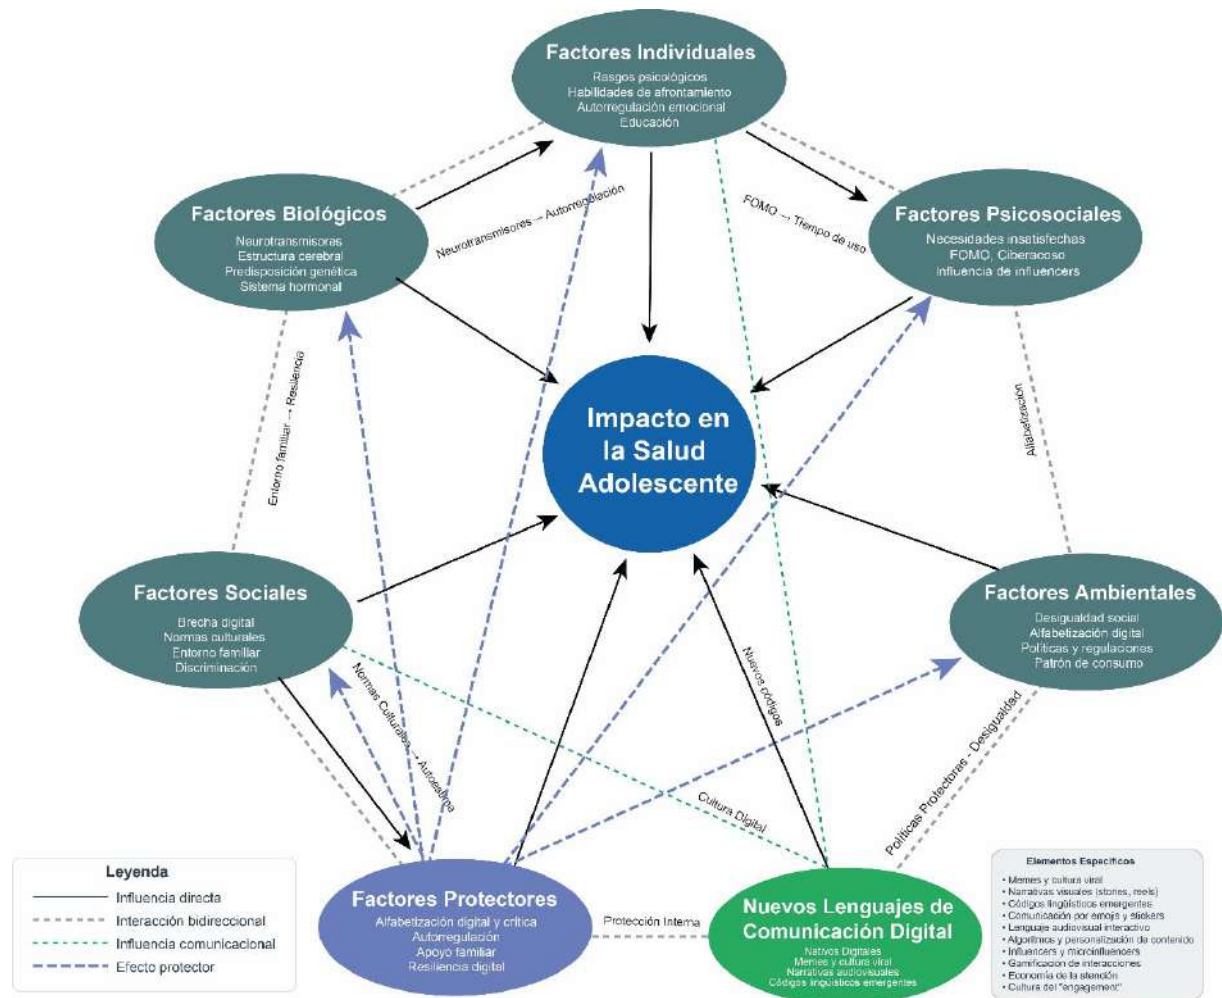 Factores Individuales
Rasgos psicológicos
Habilidades de afrontamiento
Autorregulación emocional
Educación
Factores Biológicos
Neurotransmisores
Estructura cerebral
Predisposición genética
Sistema hormonal
Neurotransmisores → Autorregulación
FOMO → Tiempo de uso
Factores Psicosociales
Necesidades insatisfechas
FOMO, Ciberacoso
Influencia de influencers
Entorno familiar → Resiliencia
Impacto en
la Salud
Adolescente
Alfabetización
Factores Sociales
Brecha digital
Normas culturales
Entorno familiar
Discriminación
Factores Ambientales
Desigualdad social
Alfabetización digital
Políticas y regulaciones
Patrón de consumo
Normas Culturales → Autoestima
Nuevos códigos
Cultura Digital
Políticas Protectoras - Desigualdad
Leyenda
Influencia directa
Interacción bidireccional
Influencia comunicacional
Efecto protector
Factores Protectores
Alfabetización digital y crítica
Autorregulación
Apoyo familiar
Resiliencia digital
Protección Interna
Nuevos Lenguajes de
Comunicación Digital
Nativos Digitales
Memes y cultura viral
Narrativas audiovisuales
Códigos lingüísticos emergentes
Elementos Específicos
• Memes y cultura viral
• Narrativas visuales (stories, reels)
• Códigos lingüísticos emergentes
• Comunicación por emojis y stickers
• Lenguaje audiovisual interactivo
• Algoritmos y personalización de contenido
• Influencers y microinfluencers
• Gamificación de interacciones
• Economía de la atención
• Cultura del "engagement"